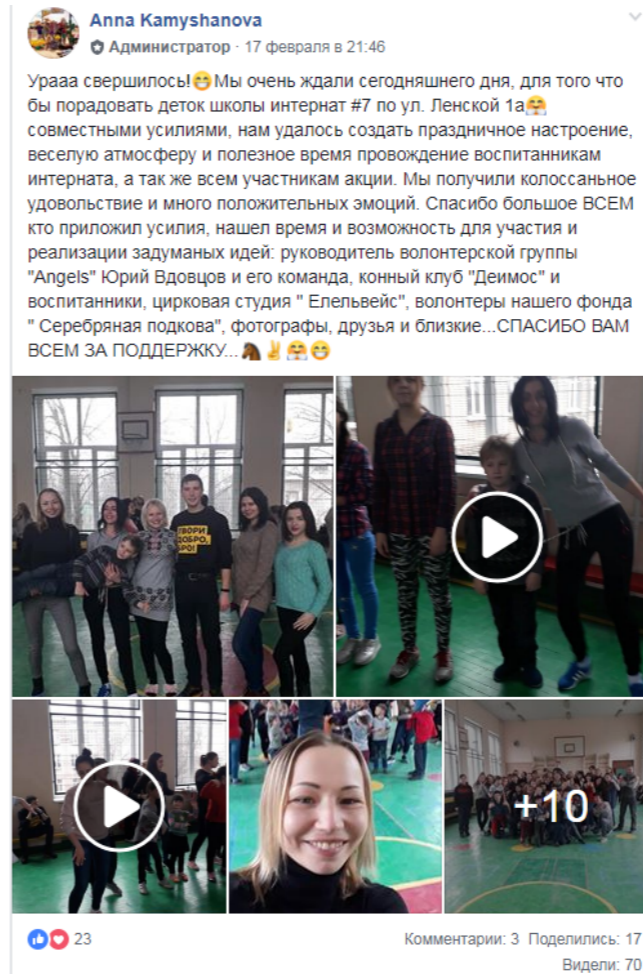 Anna Kamyshanova
Администратор · 17 февраля в 21:46
Урааа свершилось!😁Мы очень ждали сегодняшнего дня, для того что
бы порадовать деток школы интернат #7 по ул. Ленской 1а🤗
совместными усилиями, нам удалось создать праздничное настроение,
веселую атмосферу и полезное время провождение воспитанникам
интерната, а так же всем участникам акции. Мы получили колоссаньное
удовольствие и много положительных эмоций. Спасибо большое ВСЕМ
кто приложил усилия, нашел время и возможность для участия и
реализации задуманых идей: руководитель волонтерской группы
"Angels" Юрий Вдовцов и его команда, конный клуб "Деимос" и
воспитанники, цирковая студия " Елельвейс", волонтеры нашего фонда
" Серебряная подкова", фотографы, друзья и близкие...СПАСИБО ВАМ
ВСЕМ ЗА ПОДДЕРЖКУ...🐴✌🤗😁
ТВОРИ
ДОБРО,
БРО!
+10
23
Комментарии: 3 Поделились: 17
Видели: 70